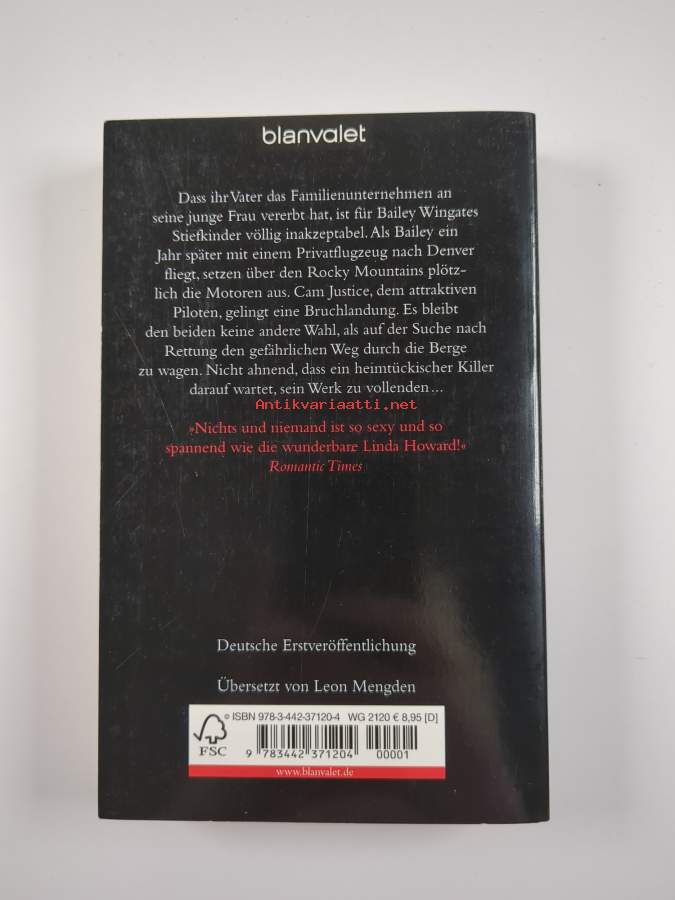 blanvalet
Dass ihr Vater das Familienunternehmen an
seine junge Frau vererbt hat, ist für Bailey Wingates
Stiefkinder völlig inakzeptabel. Als Bailey ein
Jahr später mit einem Privatflugzeug nach Denver
fliegt, setzen über den Rocky Mountains plötz-
lich die Motoren aus. Cam Justice, dem attraktiven
Piloten, gelingt eine Bruchlandung. Es bleibt
den beiden keine andere Wahl, als auf der Suche nach
Rettung den gefährlichen Weg durch die Berge
zu wagen. Nicht ahnend, dass ein heimtückischer Killer
darauf wartet, sein Werk zu vollenden ...
Antikvariaatti.net
»Nichts und niemand ist so sexy und so
spannend wie die wunderbare Linda Howard!«
Romantic Times
Deutsche Erstveröffentlichung
Übersetzt von Leon Mengden
® ISBN 978-3-442-37120-4 WG 2120 € 8,95 [D]
FSC
9 783442 371204 00001
www.blanvalet.de